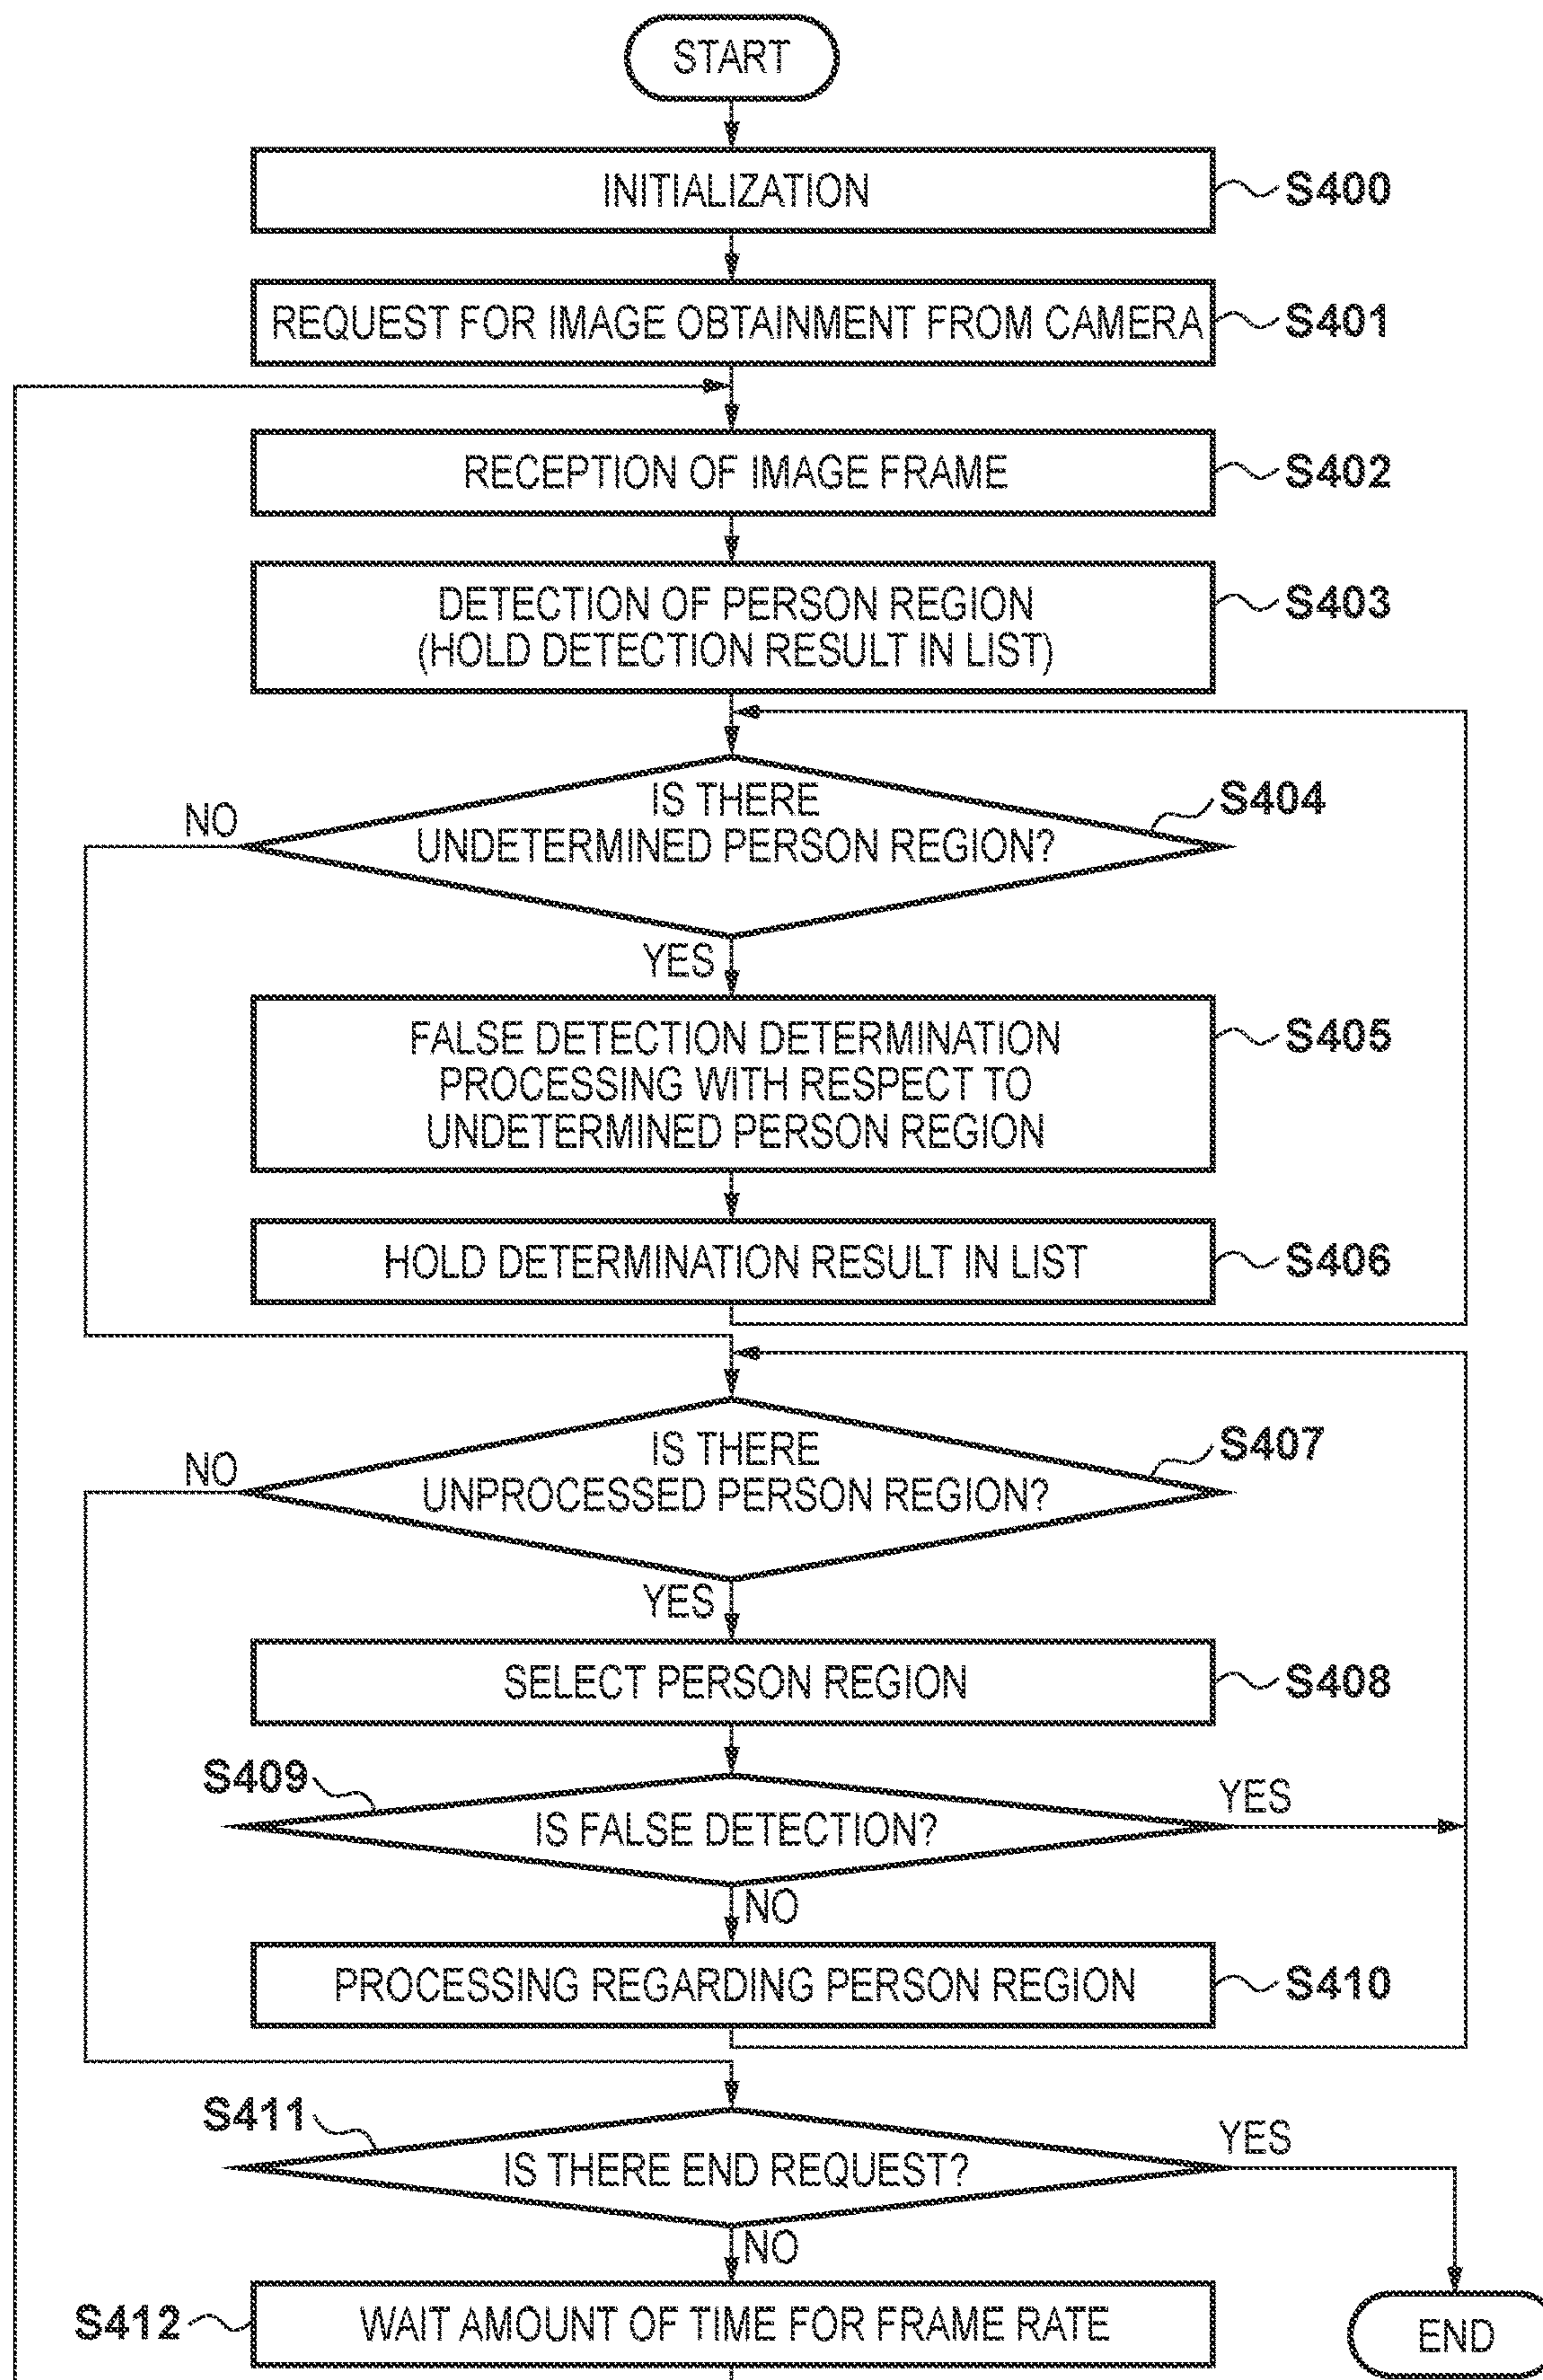 START
INITIALIZATION
S400
REQUEST FOR IMAGE OBTAINMENT FROM CAMERA
S401
RECEPTION OF IMAGE FRAME
S402
DETECTION OF PERSON REGION
(HOLD DETECTION RESULT IN LIST)
S403
IS THERE
UNDETERMINED PERSON REGION?
S404
NO
YES
FALSE DETECTION DETERMINATION
PROCESSING WITH RESPECT TO
UNDETERMINED PERSON REGION
S405
HOLD DETERMINATION RESULT IN LIST
S406
IS THERE
UNPROCESSED PERSON REGION?
S407
NO
YES
SELECT PERSON REGION
S408
S409
IS FALSE DETECTION?
YES
NO
PROCESSING REGARDING PERSON REGION
S410
S411
IS THERE END REQUEST?
YES
NO
S412
WAIT AMOUNT OF TIME FOR FRAME RATE
END